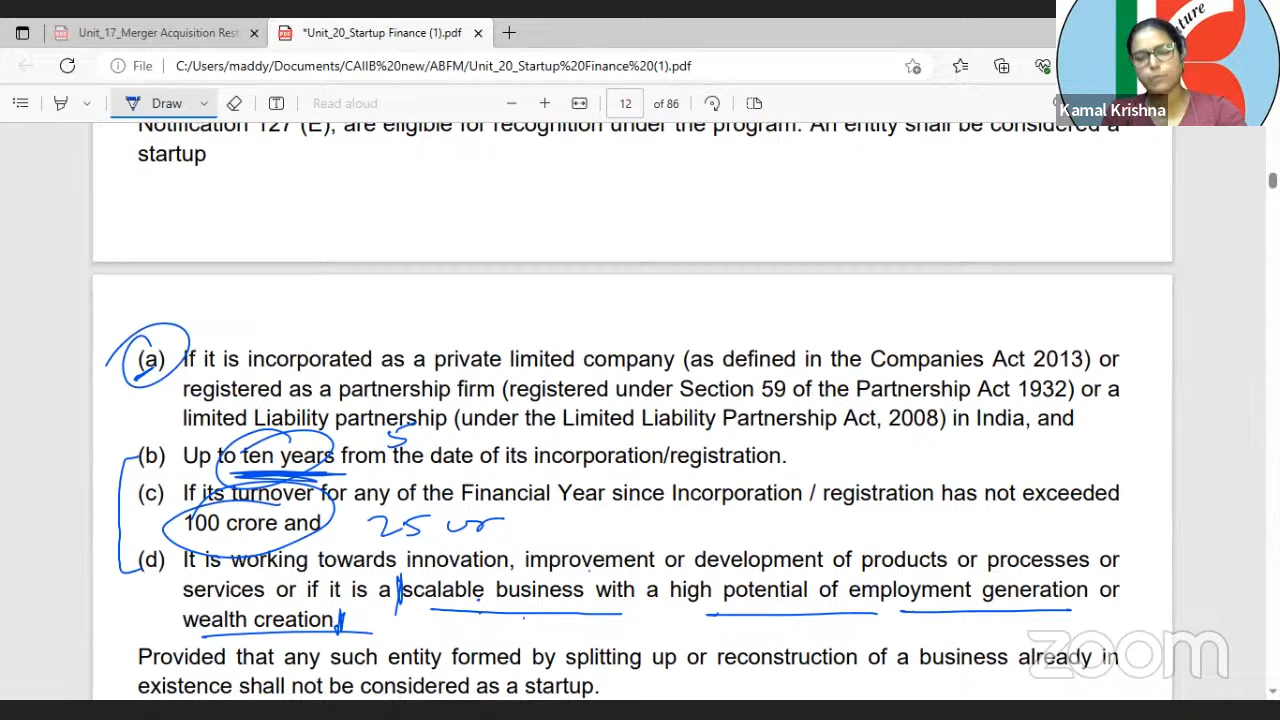 Unit_17_Merger Acquisition Rest
*Unit_20_Startup Finance (1).pdf
File
C:/Users/maddy/Documents/CAIIB%20new/ABFM/Unit_20_Startup%20Finance%20(1).pdf
Draw
Read aloud
12 of 86
Kamal Krishna
Notification 127 (E), are eligible for recognition under the program. An entity shall be considered a
startup
(a) If it is incorporated as a private limited company (as defined in the Companies Act 2013) or
registered as a partnership firm (registered under Section 59 of the Partnership Act 1932) or a
limited Liability partnership (under the Limited Liability Partnership Act, 2008) in India, and
5
(b) Up to ten years from the date of its incorporation/registration.
(c) If its turnover for any of the Financial Year since Incorporation / registration has not exceeded
100 crore and 25
(d) It is working towards innovation, improvement or development of products or processes or
services or if it is a scalable business with a high potential of employment generation or
wealth creation.
Provided that any such entity formed by splitting up or reconstruction of a business already in
existence shall not be considered as a startup.
zoom